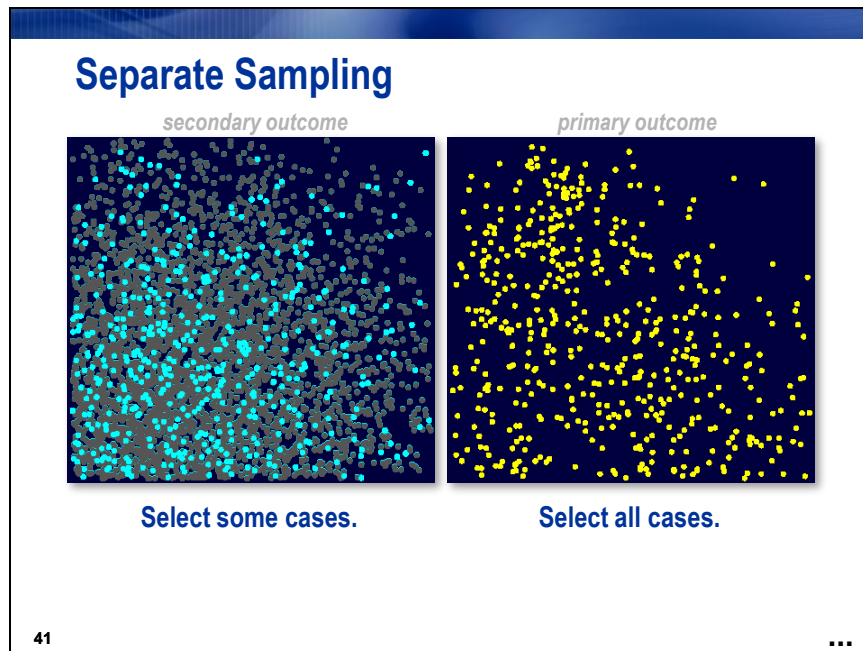 Separate Sampling
secondary outcome
primary outcome
Select some cases.
Select all cases.
41
...